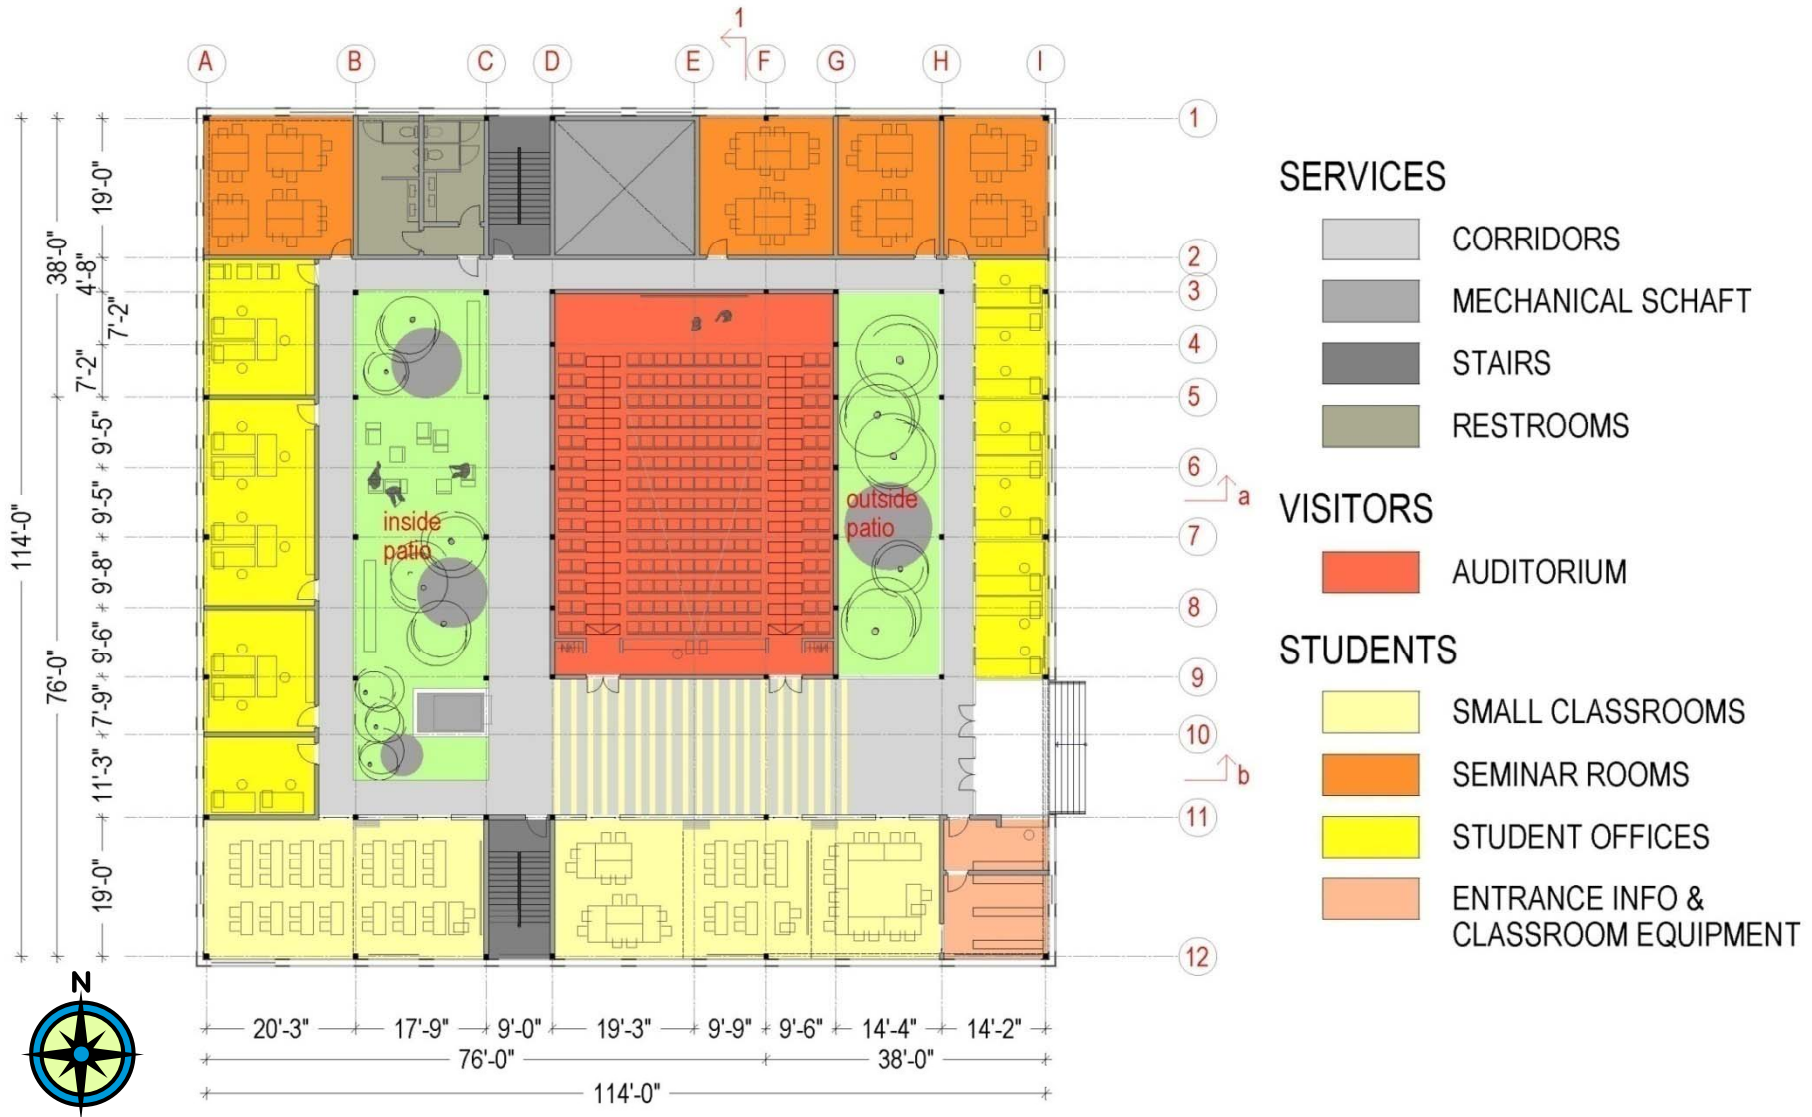 1
A B C D E F G H I
1
2
3
4
5
6
a
7
8
9
10
b
11
12
19'-0"
38'-0"
4'-8"
7'-2"
7'-2"
9'-5"
9'-5"
114'-0"
9'-8"
9'-6"
76'-0"
7'-9"
11'-3"
19'-0"
inside
patio
outside
patio
N
20'-3" 17'-9" 9'-0" 19'-3" 9'-9" 9'-6" 14'-4" 14'-2"
76'-0" 38'-0"
114'-0"
SERVICES
CORRIDORS
MECHANICAL SCHAFT
STAIRS
RESTROOMS
VISITORS
AUDITORIUM
STUDENTS
SMALL CLASSROOMS
SEMINAR ROOMS
STUDENT OFFICES
ENTRANCE INFO &
CLASSROOM EQUIPMENT